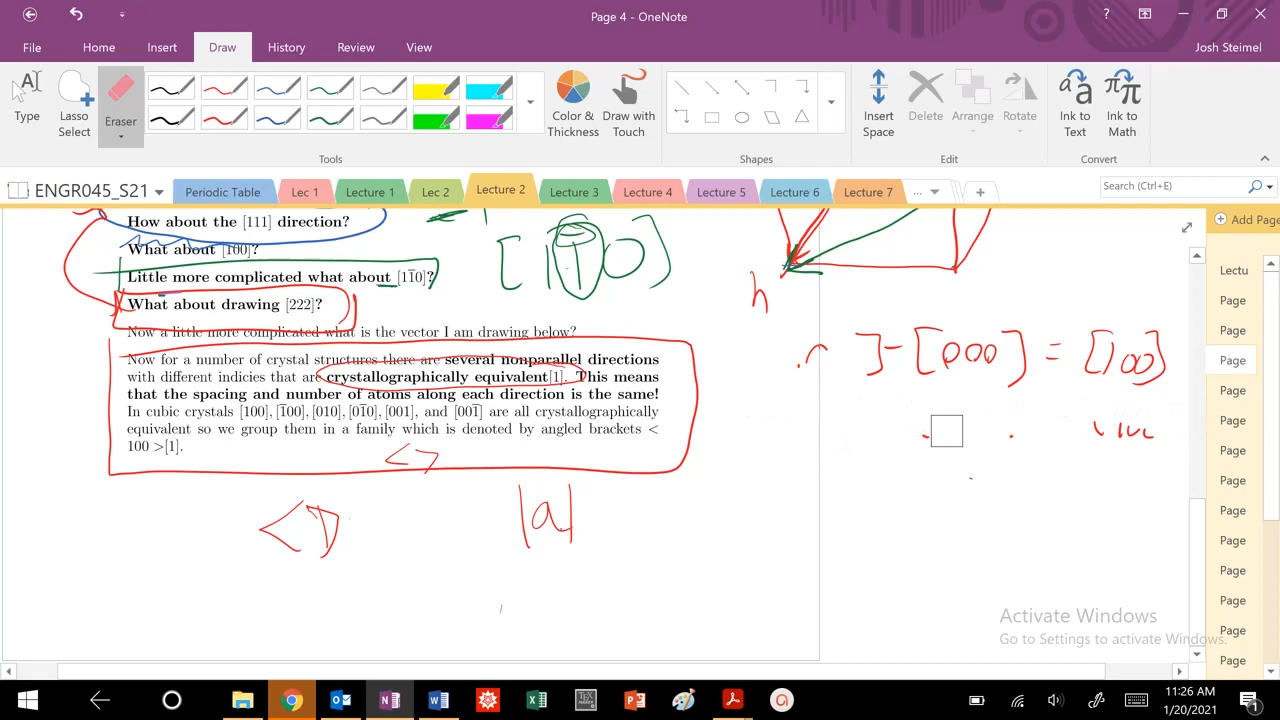 Page 4 - OneNote
File Home Insert Draw History Review View Josh Steimel
Type Lasso Select Eraser Color & Thickness Draw with Touch Insert Space Delete Arrange Rotate Ink to Text Ink to Math
Tools Shapes Edit Convert
ENGR045_S21 Periodic Table Lec 1 Lecture 1 Lec 2 Lecture 2 Lecture 3 Lecture 4 Lecture 5 Lecture 6 Lecture 7 ... Search (Ctrl+E)
Add Page
How about the [111] direction?
What about [1̄00]?
Little more complicated what about [11̄0]?
What about drawing [222]?
Now a little more complicated what is the vector I am drawing below?
Now for a number of crystal structures there are several nonparallel directions
with different indicies that are crystallographically equivalent[1]. This means
that the spacing and number of atoms along each direction is the same!
In cubic crystals [100], [1̄00], [010], [01̄0], [001], and [001̄] are all crystallographically
equivalent so we group them in a family which is denoted by angled brackets <
100 >[1].
[11̄0]
h
] - [000] = [100]
< >
|a|
Lectu
Page
Page
Page
Page
Page
Page
Page
Page
Page
Page
Page
Page
Page
Activate Windows
Go to Settings to activate Windows.
11:26 AM
1/20/2021